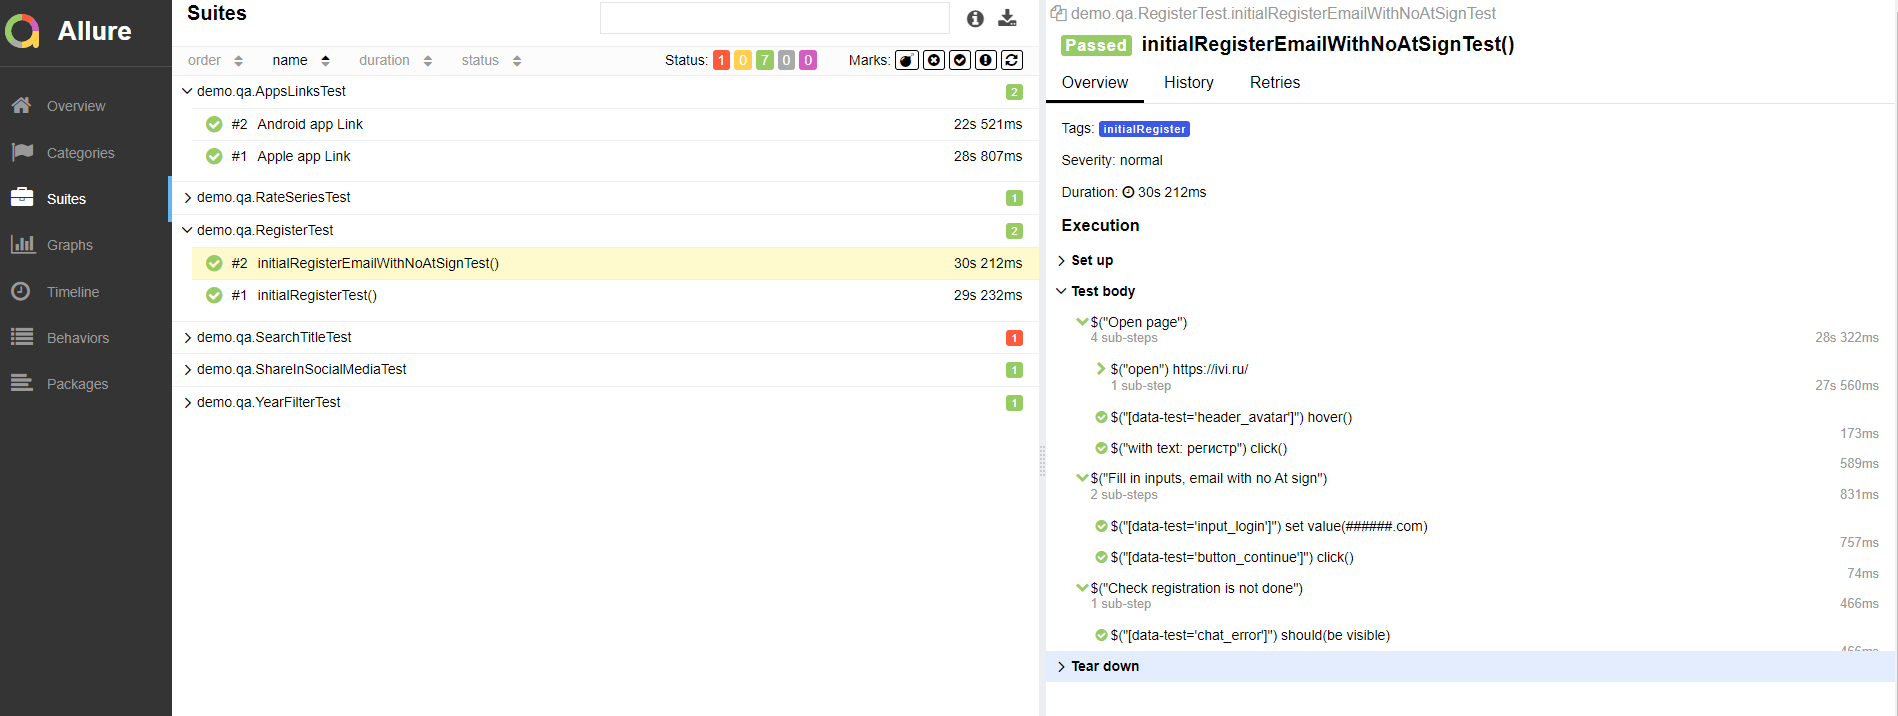 Allure
Overview
Categories
Suites
Graphs
Timeline
Behaviors
Packages
Suites
order name duration status Status: 1 0 7 0 0 Marks:
demo.qa.AppsLinksTest 2
#2 Android app Link 22s 521ms
#1 Apple app Link 28s 807ms
demo.qa.RateSeriesTest 1
demo.qa.RegisterTest 2
#2 initialRegisterEmailWithNoAtSignTest() 30s 212ms
#1 initialRegisterTest() 29s 232ms
demo.qa.SearchTitleTest 1
demo.qa.ShareInSocialMediaTest 1
demo.qa.YearFilterTest 1
demo.qa.RegisterTest.initialRegisterEmailWithNoAtSignTest
Passed initialRegisterEmailWithNoAtSignTest()
Overview History Retries
Tags: initialRegister
Severity: normal
Duration: 30s 212ms
Execution
Set up
Test body
$("Open page")
4 sub-steps 28s 322ms
$("open") https://ivi.ru/
1 sub-step 27s 560ms
$("[data-test='header_avatar']") hover()
173ms
$("with text: регистр") click()
589ms
$("Fill in inputs, email with no At sign")
2 sub-steps 831ms
$("[data-test='input_login']") set value(######.com)
757ms
$("[data-test='button_continue']") click()
74ms
$("Check registration is not done")
1 sub-step 466ms
$("[data-test='chat_error']") should(be visible)
466ms
Tear down